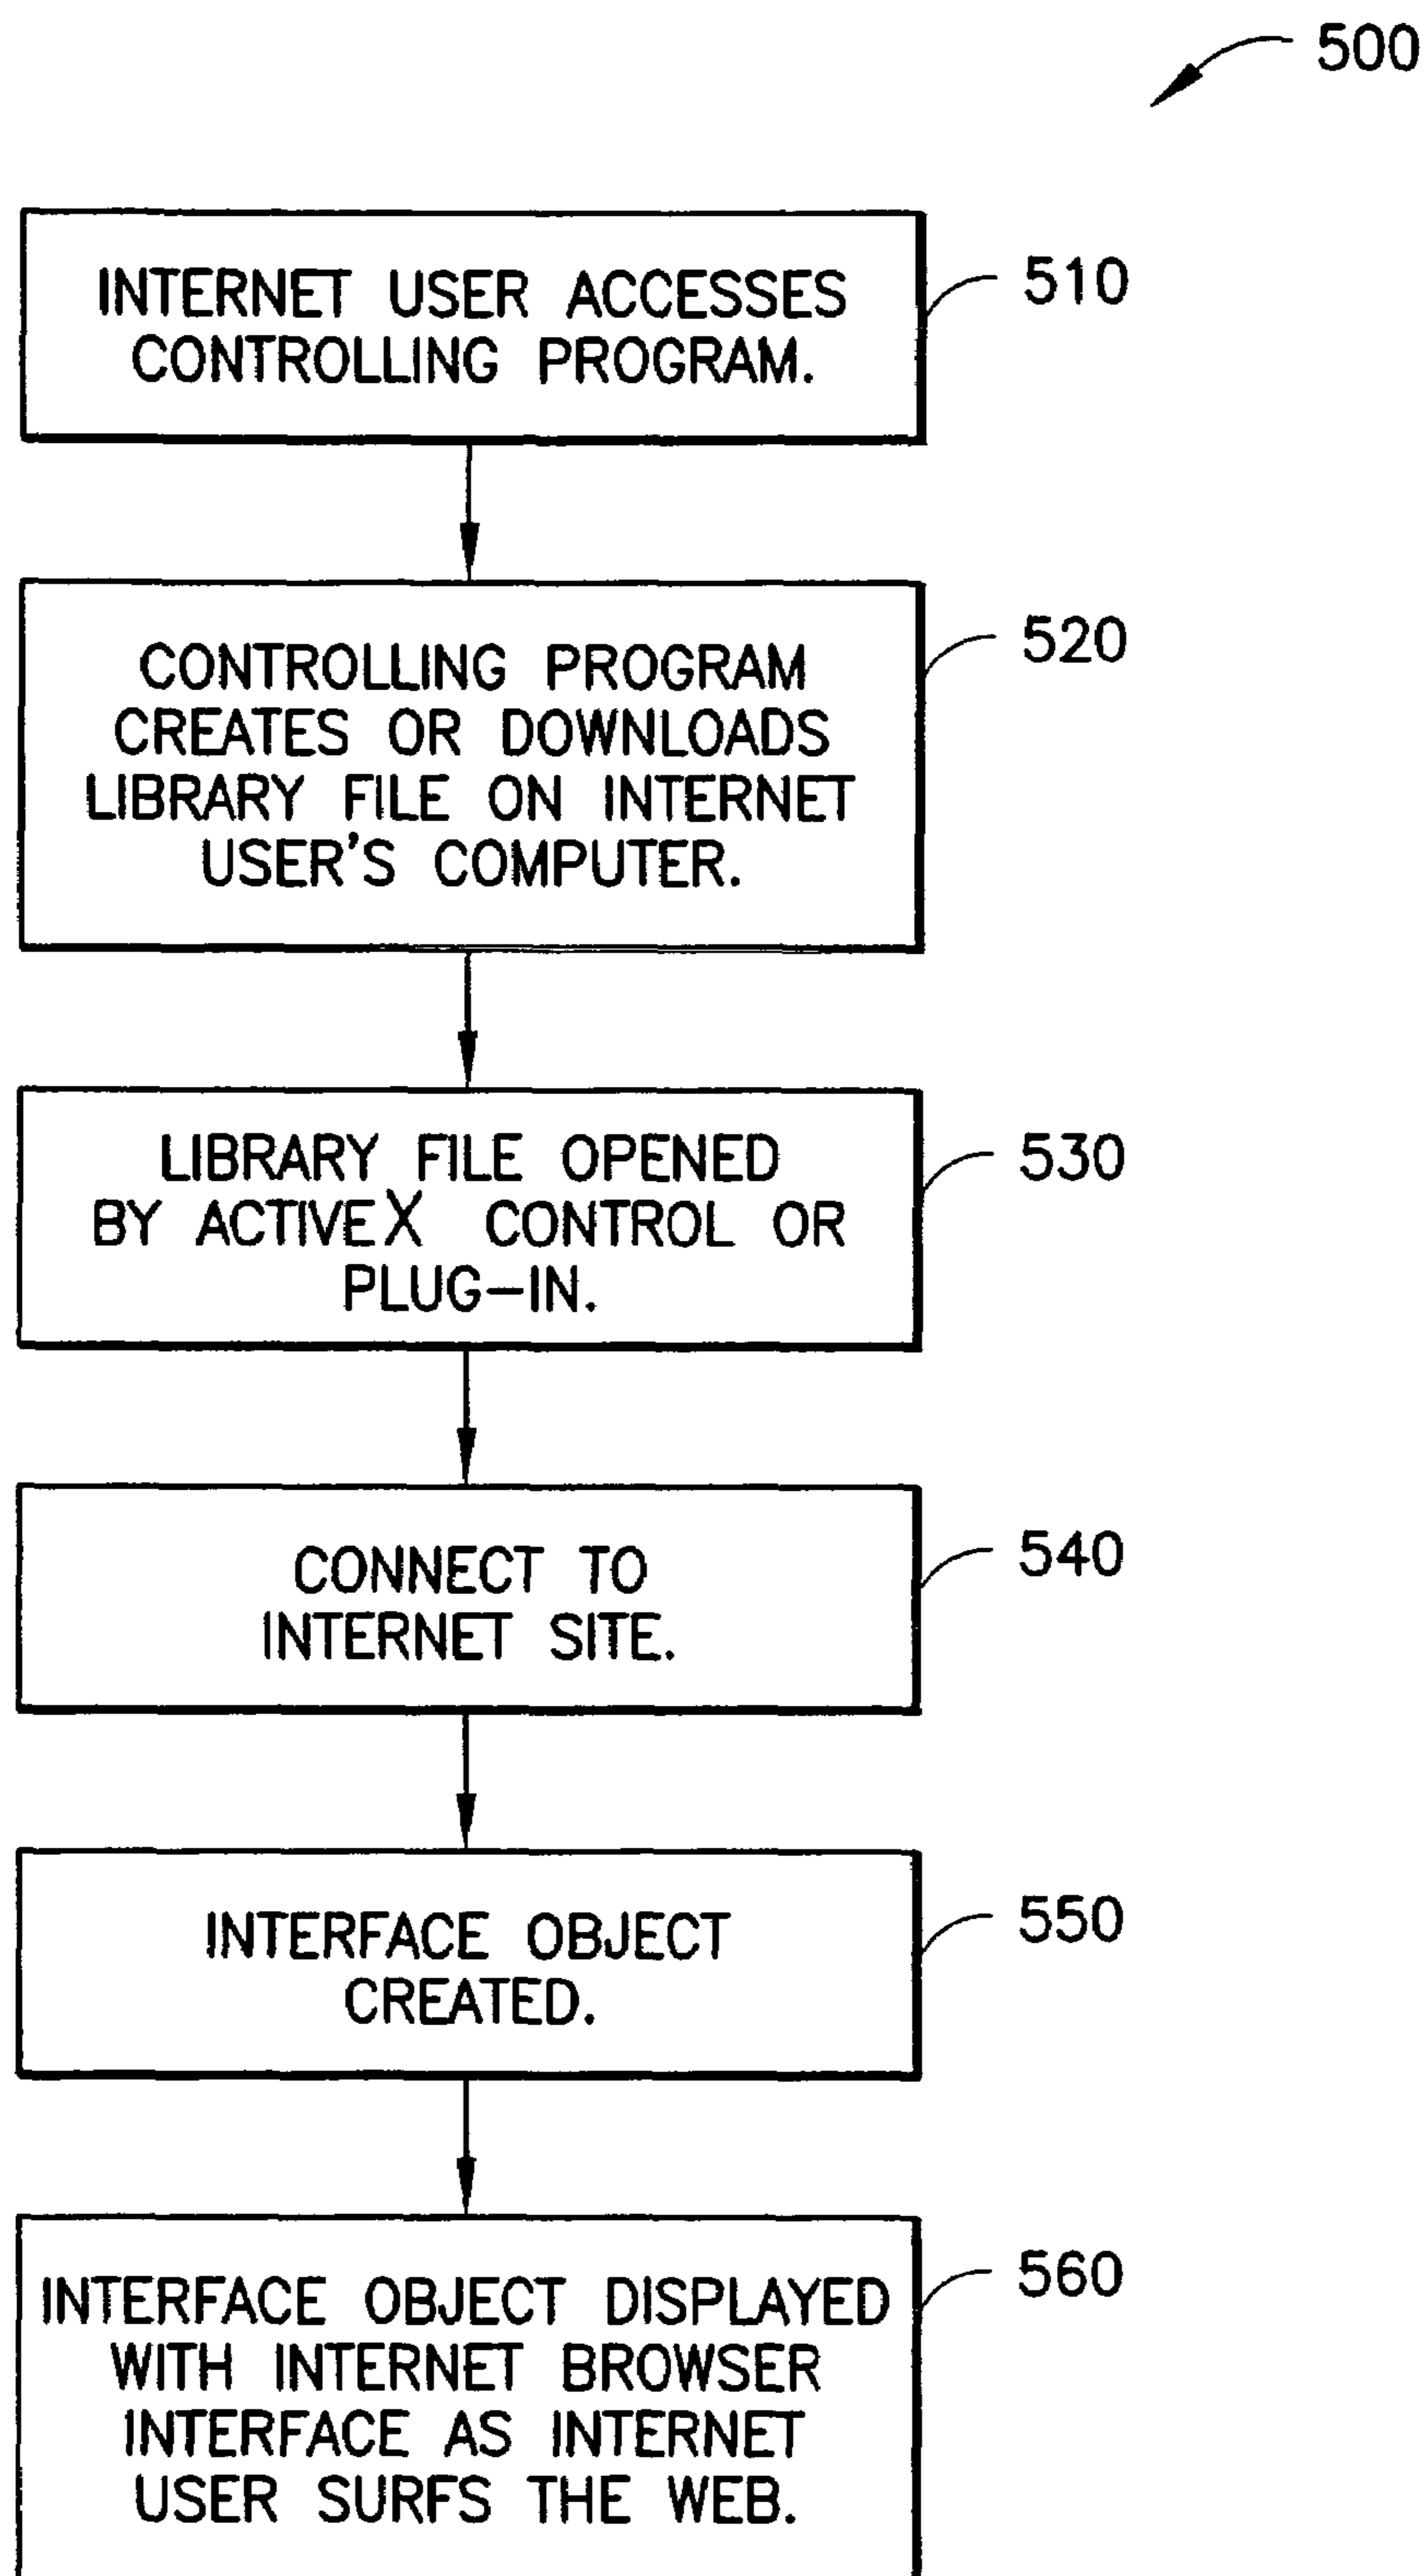 500
INTERNET USER ACCESSES
CONTROLLING PROGRAM.
510
CONTROLLING PROGRAM
CREATES OR DOWNLOADS
LIBRARY FILE ON INTERNET
USER'S COMPUTER.
520
LIBRARY FILE OPENED
BY ACTIVEX CONTROL OR
PLUG-IN.
530
CONNECT TO
INTERNET SITE.
540
INTERFACE OBJECT
CREATED.
550
INTERFACE OBJECT DISPLAYED
WITH INTERNET BROWSER
INTERFACE AS INTERNET
USER SURFS THE WEB.
560